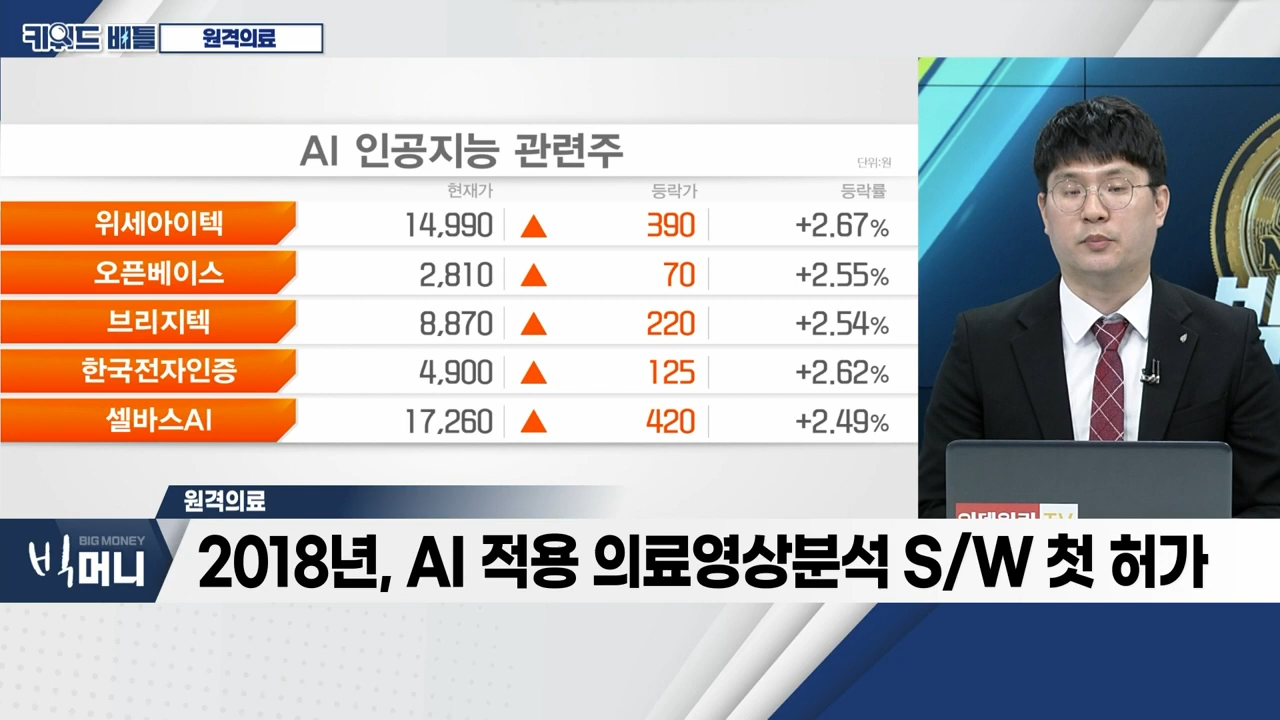 키워드 배틀
원격의료
AI 인공지능 관련주
단위:원
현재가 등락가 등락률
위세아이텍 14,990 ▲ 390 +2.67%
오픈베이스 2,810 ▲ 70 +2.55%
브리지텍 8,870 ▲ 220 +2.54%
한국전자인증 4,900 ▲ 125 +2.62%
셀바스AI 17,260 ▲ 420 +2.49%
TV
원격의료
BIG MONEY
빅머니
2018년, AI 적용 의료영상분석 S/W 첫 허가